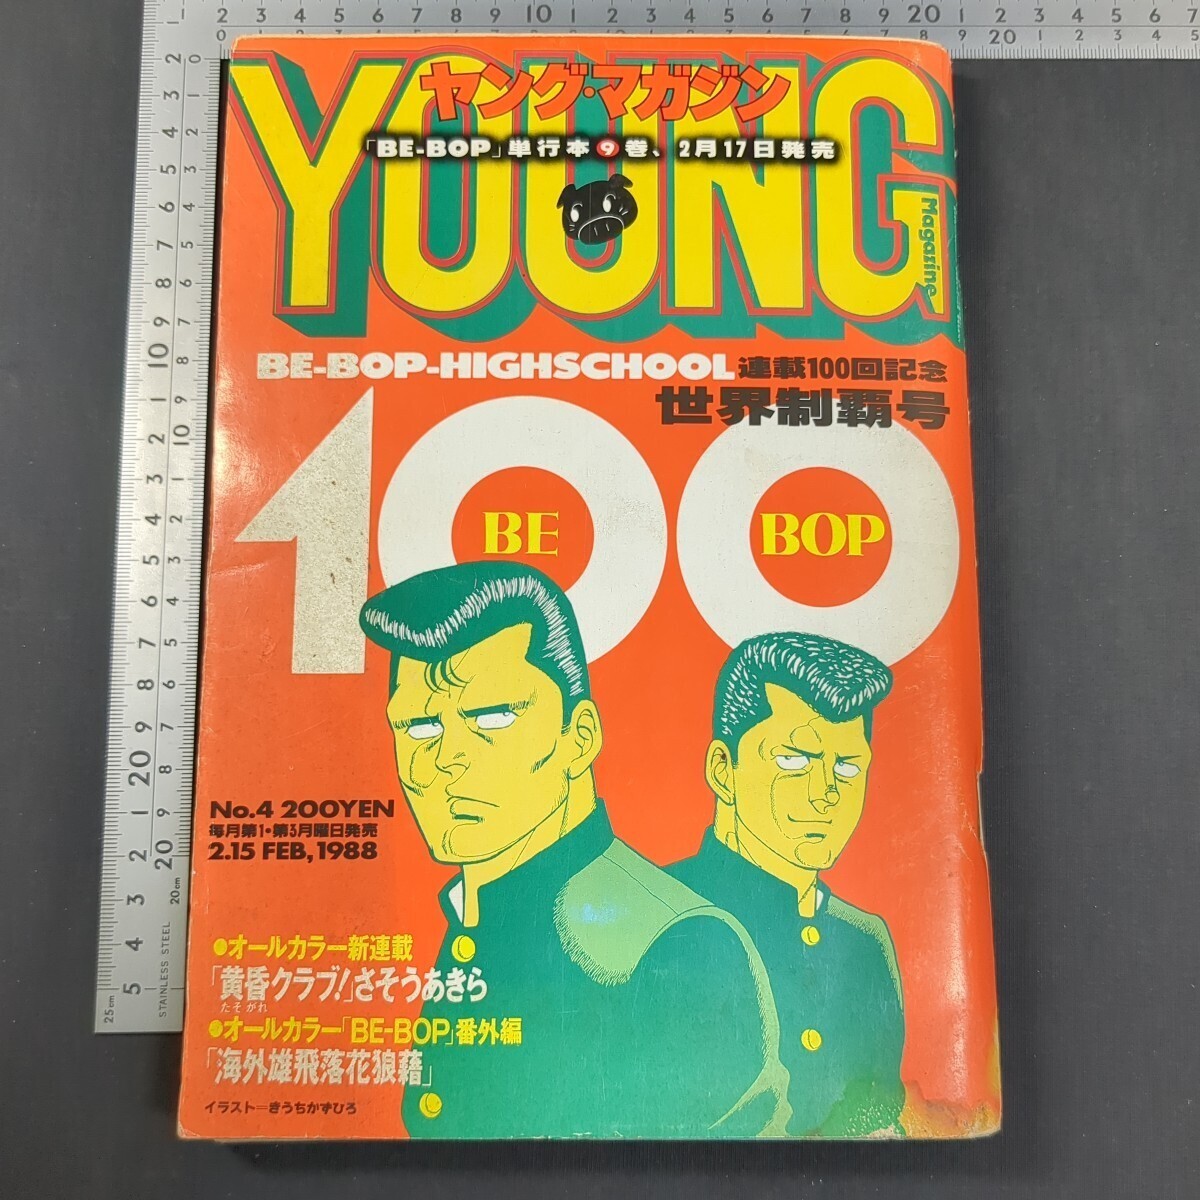 YOUNG
ヤング・マガジン
Magazine
「BE-BOP」単行本9巻、2月17日発売
BE-BOP-HIGHSCHOOL 連載100回記念
世界制覇号
100
BE BOP
No.4 200YEN
毎月第1・第3月曜日発売
2.15 FEB, 1988
●オールカラー新連載
「黄昏クラブ!」さそうあきら
たそがれ
●オールカラー「BE-BOP」番外編
「海外雄飛落花狼藉」
イラスト=きうちかずひろ
STAINLESS STEEL
25cm
20cm